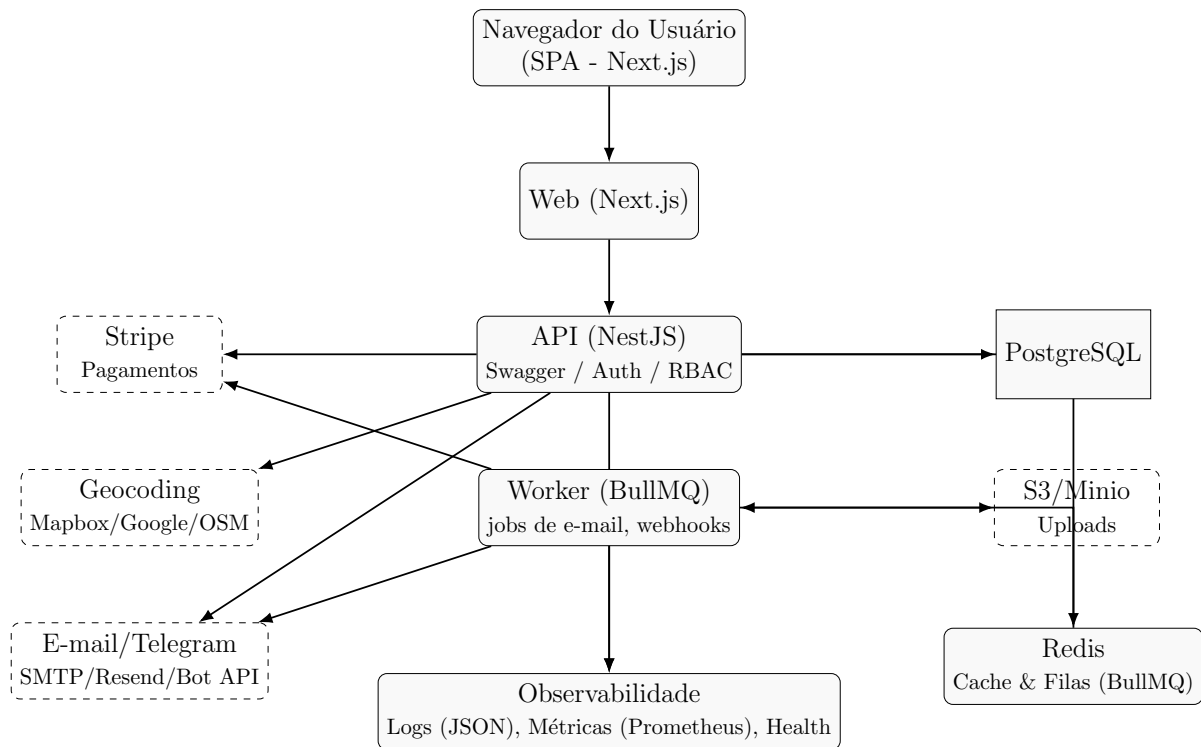 Navegador do Usuário
(SPA - Next.js)
Web (Next.js)
Stripe
Pagamentos
API (NestJS)
Swagger / Auth / RBAC
PostgreSQL
Geocoding
Mapbox/Google/OSM
Worker (BullMQ)
jobs de e-mail, webhooks
S3/Minio
Uploads
E-mail/Telegram
SMTP/Resend/Bot API
Redis
Cache & Filas (BullMQ)
Observabilidade
Logs (JSON), Métricas (Prometheus), Health